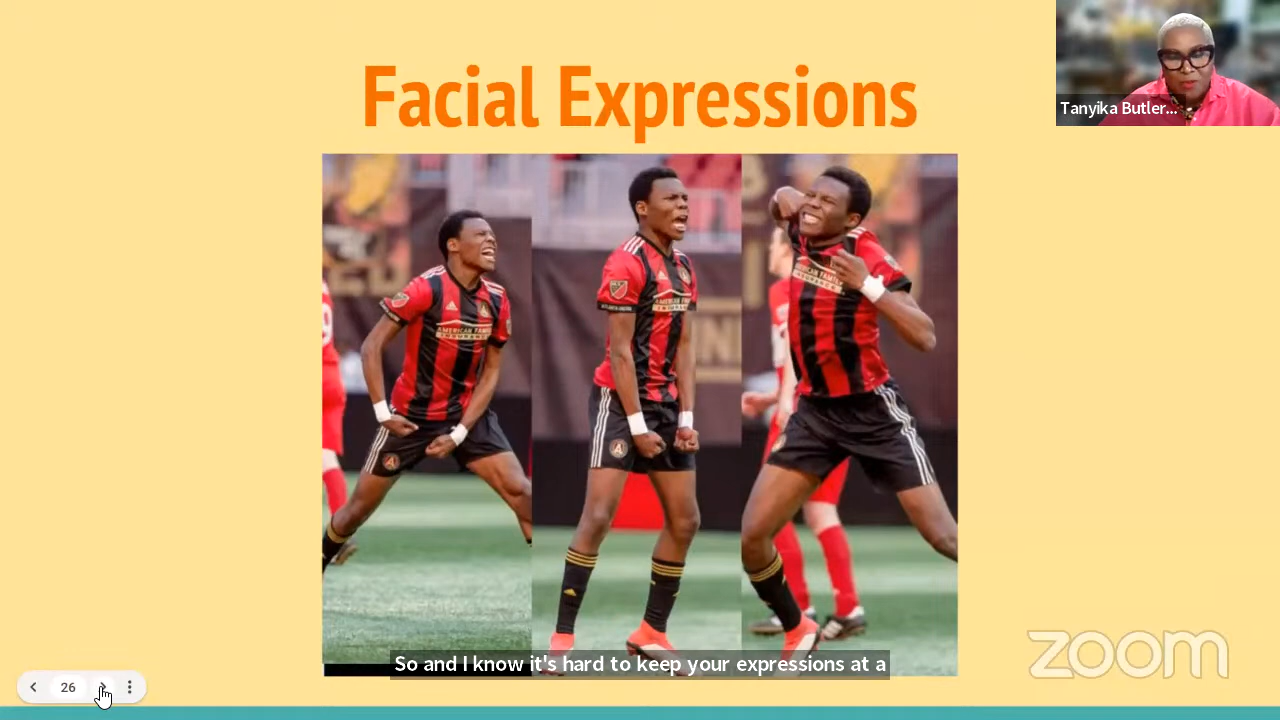 Facial Expressions
Tanyika Butler...
AMERICAN FAMILY
INSURANCE
AMERICAN FAMILY
INSURANCE
AMERICAN FAMILY
INSURANCE
So and I know it's hard to keep your expressions at a
26
zoom